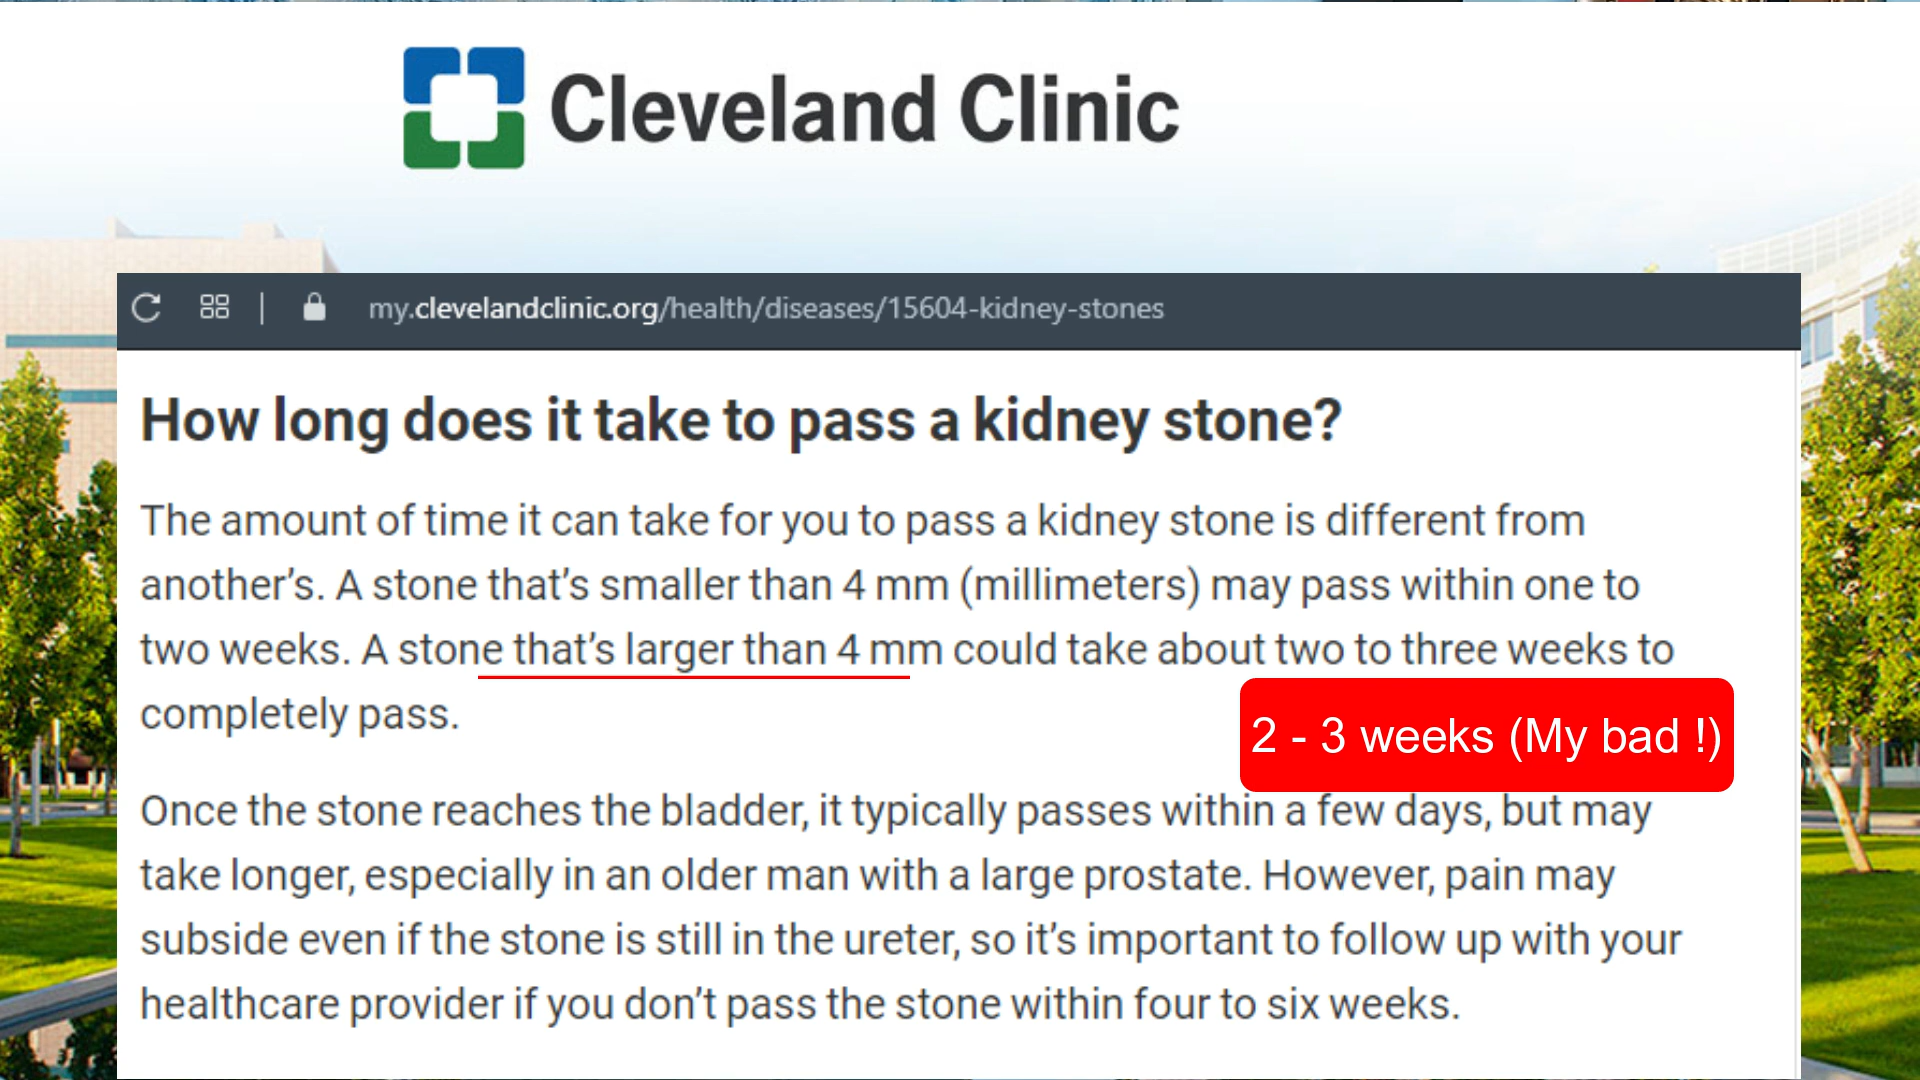 Cleveland Clinic
my.clevelandclinic.org/health/diseases/15604-kidney-stones
How long does it take to pass a kidney stone?
The amount of time it can take for you to pass a kidney stone is different from
another’s. A stone that’s smaller than 4 mm (millimeters) may pass within one to
two weeks. A stone that’s larger than 4 mm could take about two to three weeks to
completely pass.
2 - 3 weeks (My bad !)
Once the stone reaches the bladder, it typically passes within a few days, but may
take longer, especially in an older man with a large prostate. However, pain may
subside even if the stone is still in the ureter, so it’s important to follow up with your
healthcare provider if you don’t pass the stone within four to six weeks.